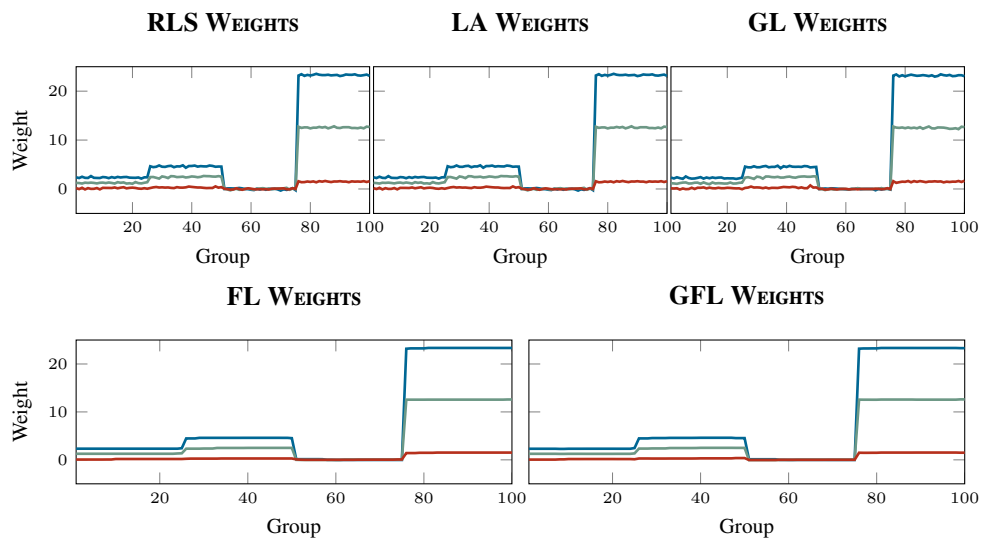 RLS WEIGHTS LA WEIGHTS GL WEIGHTS
20
10
0
Weight
20 40 60 80 100 20 40 60 80 100 20 40 60 80 100
Group Group Group
FL WEIGHTS GFL WEIGHTS
20
10
0
Weight
20 40 60 80 100 20 40 60 80 100
Group Group